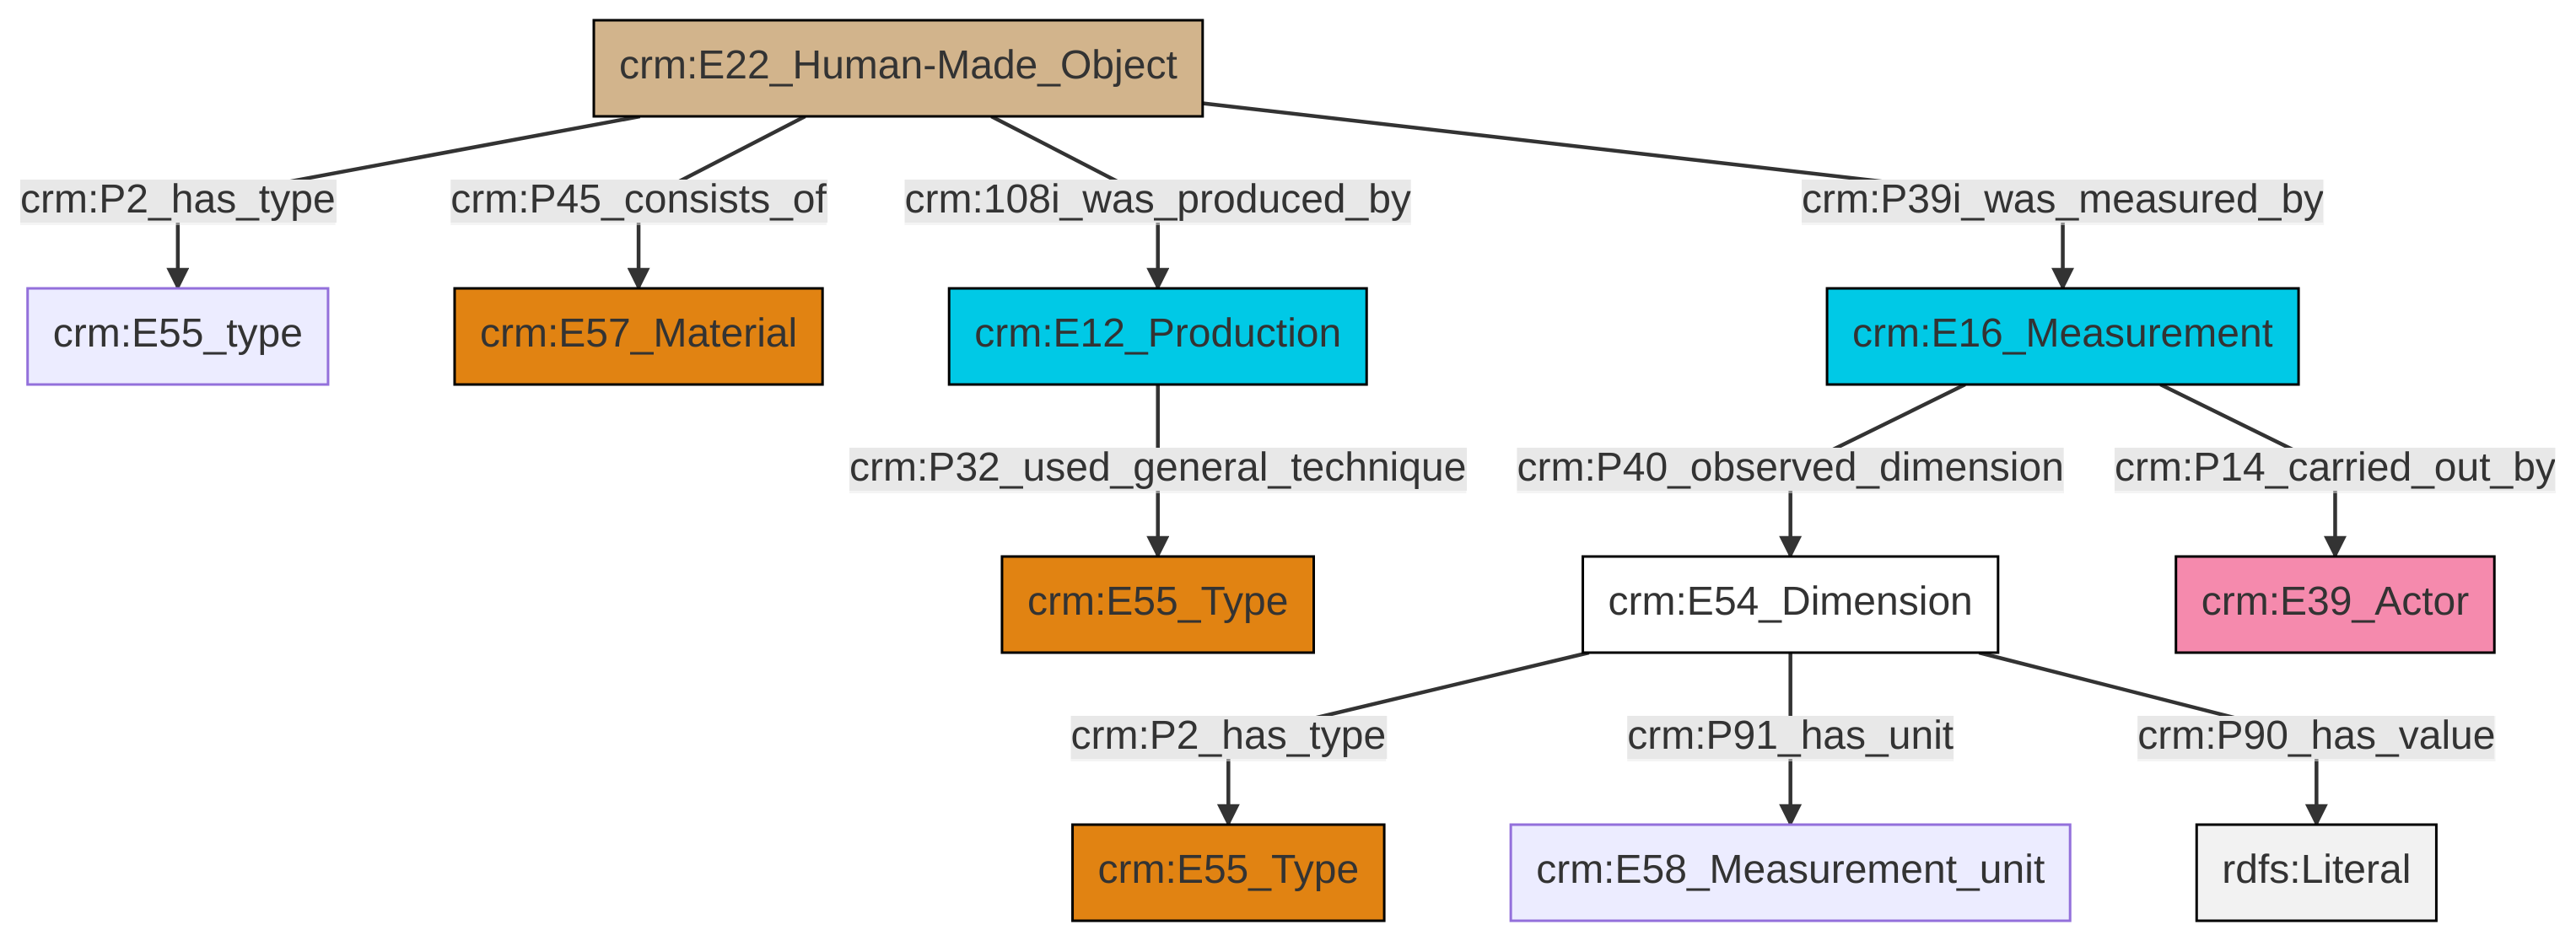 crm:E22_Human-Made_Object
crm:P2_has_type
crm:P45_consists_of
crm:108i_was_produced_by
crm:P39i_was_measured_by
crm:E55_type
crm:E57_Material
crm:E12_Production
crm:E16_Measurement
crm:P32_used_general_technique
crm:P40_observed_dimension
crm:P14_carried_out_by
crm:E55_Type
crm:E54_Dimension
crm:E39_Actor
crm:P2_has_type
crm:P91_has_unit
crm:P90_has_value
crm:E55_Type
crm:E58_Measurement_unit
rdfs:Literal